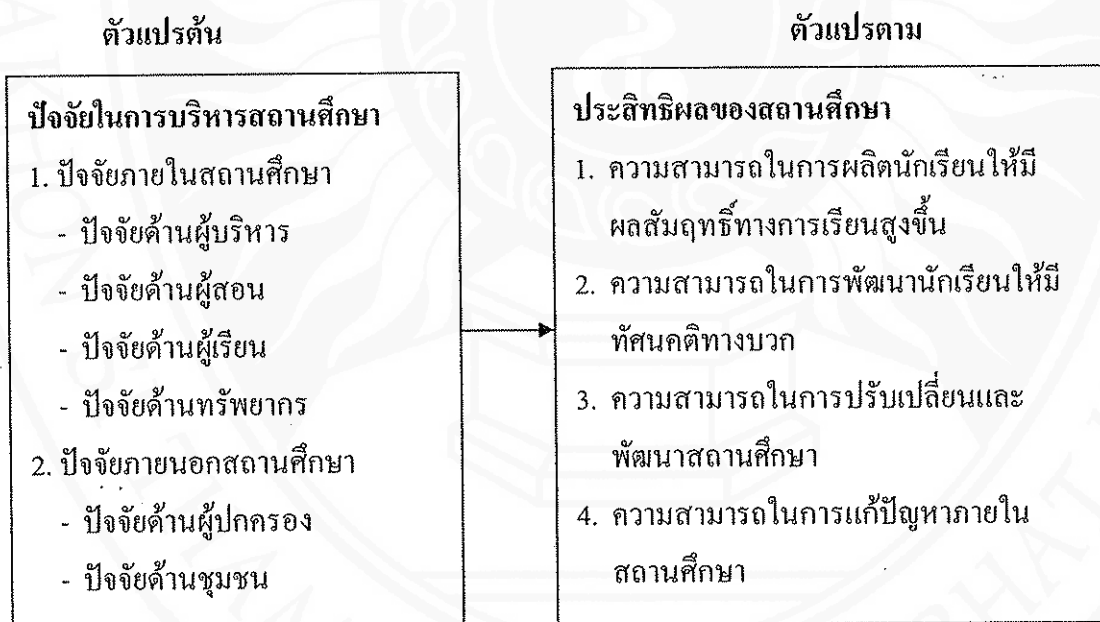 ตัวแปรต้น
ปัจจัยในการบริหารสถานศึกษา
1. ปัจจัยภายในสถานศึกษา
- ปัจจัยด้านผู้บริหาร
- ปัจจัยด้านผู้สอน
- ปัจจัยด้านผู้เรียน
- ปัจจัยด้านทรัพยากร
2. ปัจจัยภายนอกสถานศึกษา
- ปัจจัยด้านผู้ปกครอง
- ปัจจัยด้านชุมชน
ตัวแปรตาม
ประสิทธิผลของสถานศึกษา
1. ความสามารถในการผลิตนักเรียนให้มี
ผลสัมฤทธิ์ทางการเรียนสูงขึ้น
2. ความสามารถในการพัฒนานักเรียนให้มี
ทัศนคติทางบวก
3. ความสามารถในการปรับเปลี่ยนและ
พัฒนาสถานศึกษา
4. ความสามารถในการแก้ปัญหาภายใน
สถานศึกษา